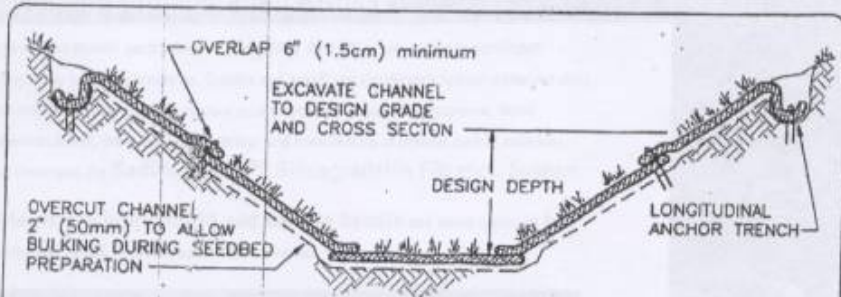 OVERLAP 6" (1.5cm) minimum
EXCAVATE CHANNEL
TO DESIGN GRADE
AND CROSS SECTON
DESIGN DEPTH
OVERCUT CHANNEL
2" (50mm) TO ALLOW
BULKING DURING SEEDBED
PREPARATION
LONGITUDINAL
ANCHOR TRENCH